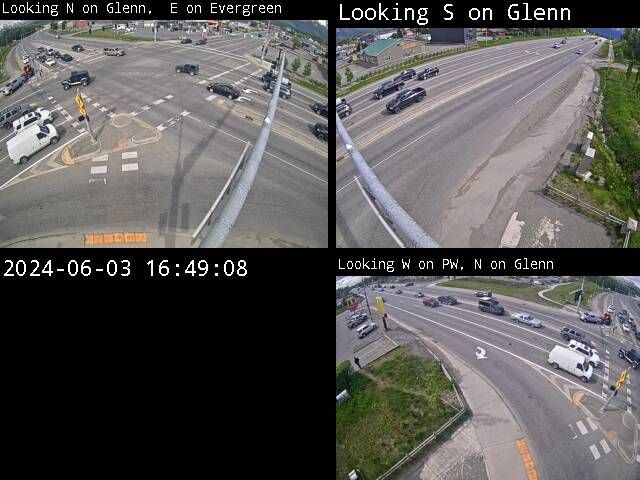 Looking N on Glenn,  E on Evergreen
Looking S on Glenn
2024-06-03 16:49:08
Looking W on PW, N on Glenn